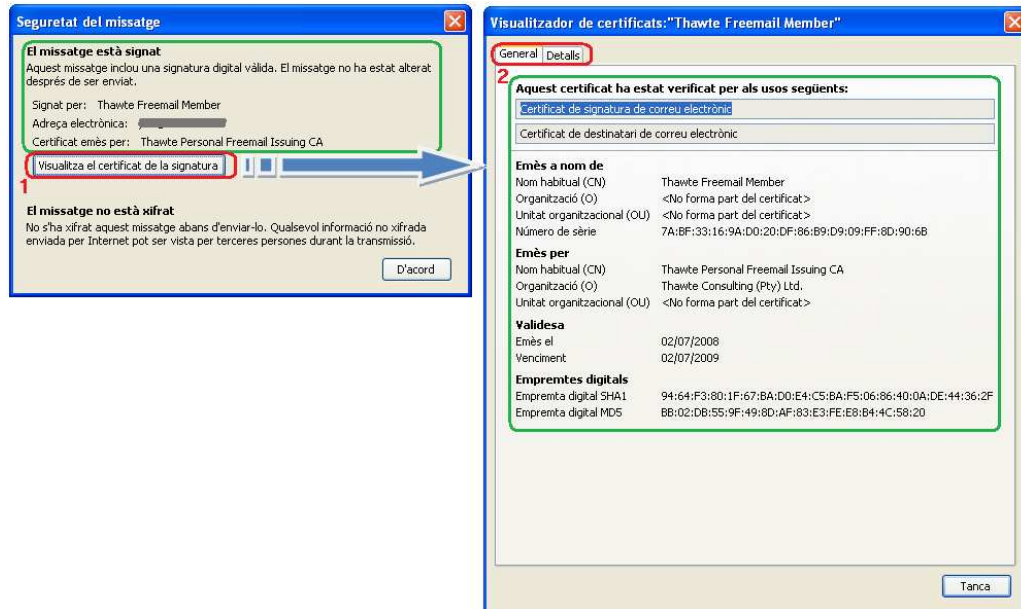 Seguretat del missatge
El missatge està signat
Aquest missatge inclou una signatura digital vàlida. El missatge no ha estat alterat
després de ser enviat.
Signat per: Thawte Freemail Member
Adreça electrònica:
Certificat emès per: Thawte Personal Freemail Issuing CA
Visualitza el certificat de la signatura
1
El missatge no està xifrat
No s'ha xifrat aquest missatge abans d'enviar-lo. Qualsevol informació no xifrada
enviada per Internet pot ser vista per terceres persones durant la transmissió.
D'acord
Visualitzador de certificats:"Thawte Freemail Member"
General Detalls
2
Aquest certificat ha estat verificat per als usos següents:
Certificat de signatura de correu electrònic
Certificat de destinatari de correu electrònic
Emès a nom de
Nom habitual (CN) Thawte Freemail Member
Organització (O) <No forma part del certificat>
Unitat organitzacional (OU) <No forma part del certificat>
Número de sèrie 7A:BF:33:16:9A:D0:20:DF:86:B9:D9:09:FF:8D:90:6B
Emès per
Nom habitual (CN) Thawte Personal Freemail Issuing CA
Organització (O) Thawte Consulting (Pty) Ltd.
Unitat organitzacional (OU) <No forma part del certificat>
Validesa
Emès el 02/07/2008
Venciment 02/07/2009
Empremtes digitals
Empremta digital SHA1 94:64:F3:80:1F:67:BA:D0:E4:C5:BA:F5:06:86:40:0A:DE:44:36:2F
Empremta digital MD5 BB:02:DB:55:9F:49:8D:AF:83:E3:FE:E8:B4:4C:58:20
Tanca